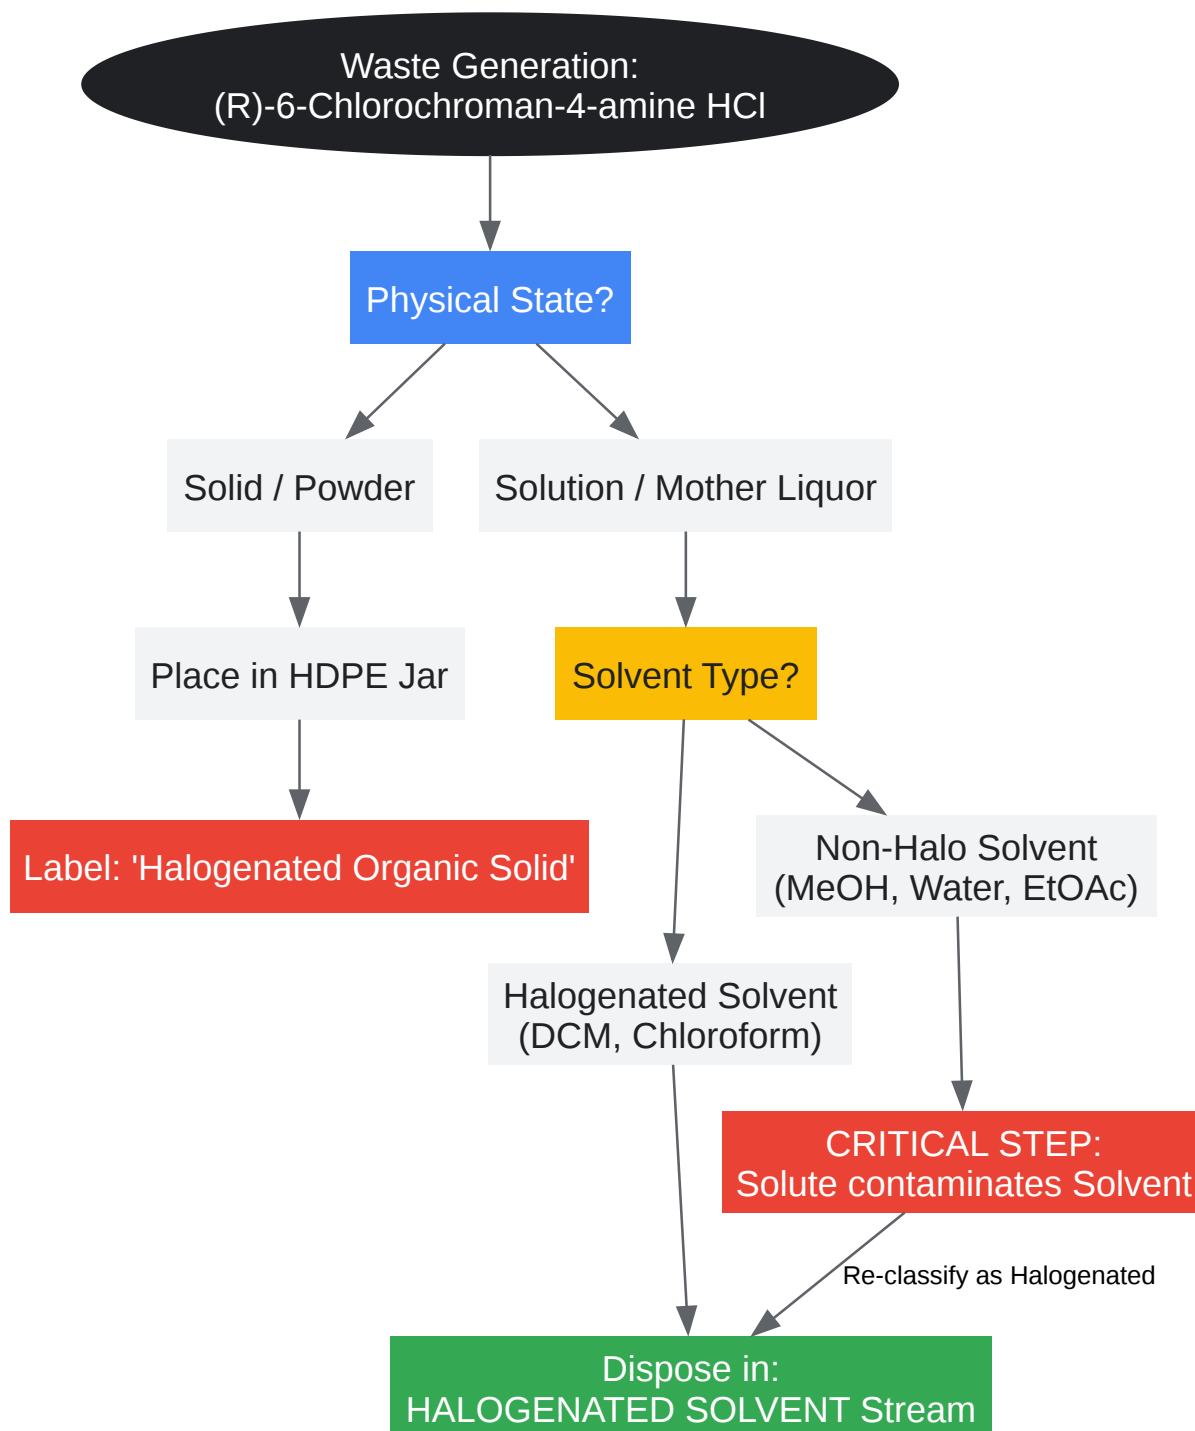 Waste Generation:
(R)-6-Chlorochroman-4-amine HCl
Physical State?
Solid / Powder
Solution / Mother Liquor
Place in HDPE Jar
Solvent Type?
Label: 'Halogenated Organic Solid'
Non-Halo Solvent
(MeOH, Water, EtOAc)
Halogenated Solvent
(DCM, Chloroform)
CRITICAL STEP:
Solute contaminates Solvent
Re-classify as Halogenated
Dispose in:
HALOGENATED SOLVENT Stream